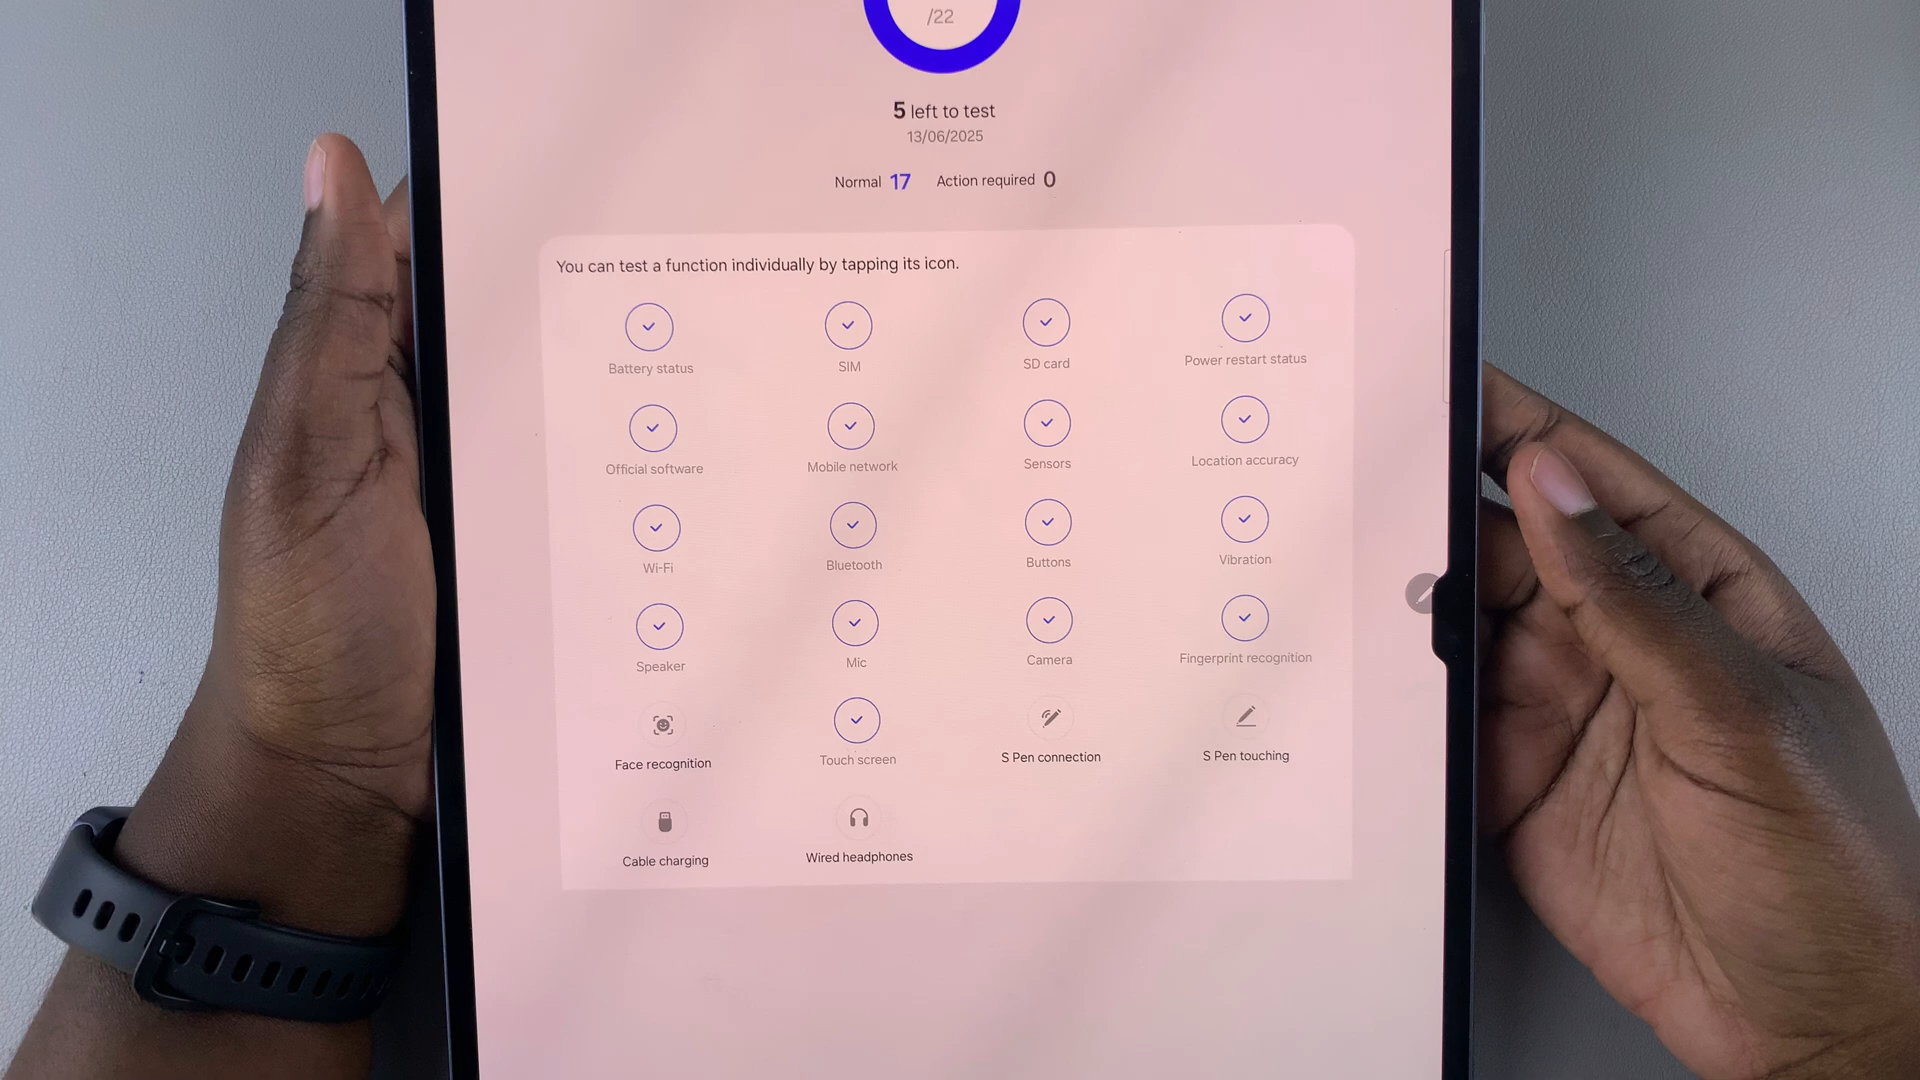 /22
5 left to test
13/06/2025
Normal 17 Action required 0
You can test a function individually by tapping its icon.
Battery status SIM SD card Power restart status
Official software Mobile network Sensors Location accuracy
Wi-Fi Bluetooth Buttons Vibration
Speaker Mic Camera Fingerprint recognition
Face recognition Touch screen S Pen connection S Pen touching
Cable charging Wired headphones